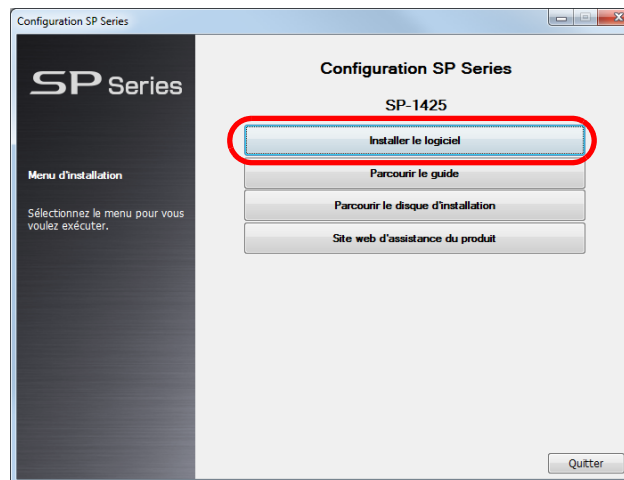 Configuration SP Series
SP Series
Menu d'installation
Sélectionnez le menu pour vous
voulez exécuter.
Configuration SP Series
SP-1425
Installer le logiciel
Parcourir le guide
Parcourir le disque d'installation
Site web d'assistance du produit
Quitter